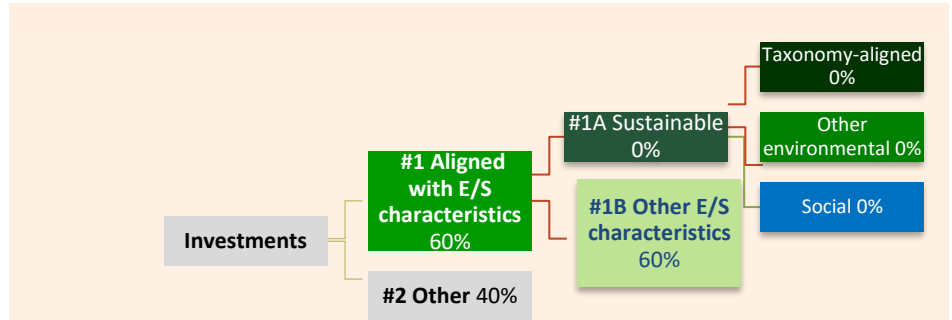 Taxonomy-aligned
0%
#1A Sustainable
0%
Other
environmental 0%
#1 Aligned
with E/S
characteristics
60%
#1B Other E/S
characteristics
60%
Social 0%
Investments
#2 Other 40%